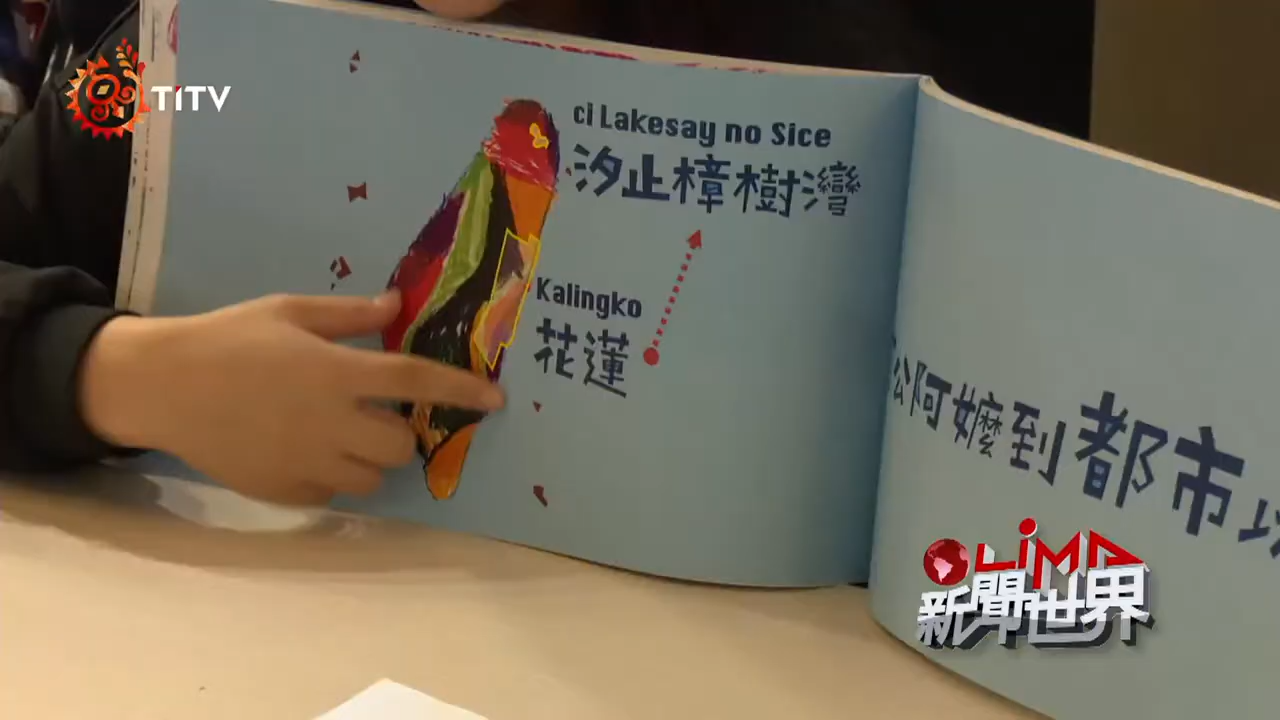 TITV
ci Lakesay no Sice
汐止樟樹灣
Kalingko
花蓮
公阿嬤到都市
LiMA
新聞世界